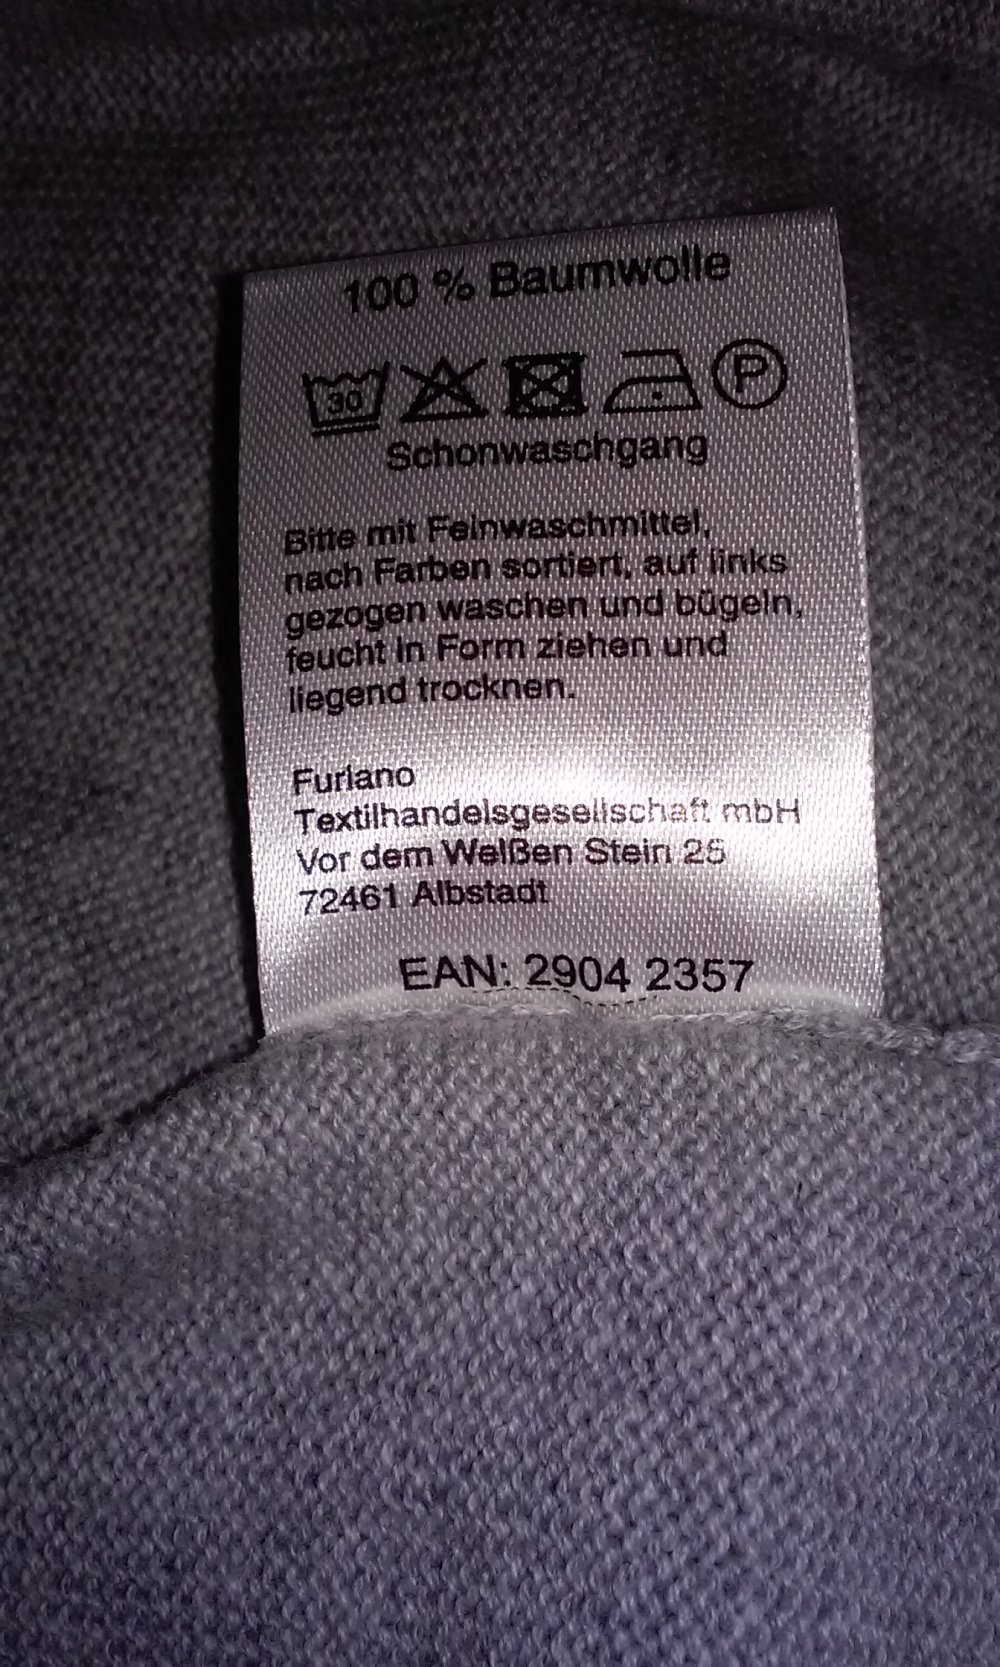 100 % Baumwolle
30
P
Schonwaschgang
Bitte mit Feinwaschmittel,
nach Farben sortiert, auf links
gezogen waschen und bügeln,
feucht in Form ziehen und
liegend trocknen.
Furlano
Textilhandelsgesellschaft mbH
Vor dem Weißen Stein 25
72461 Albstadt
EAN: 2904 2357